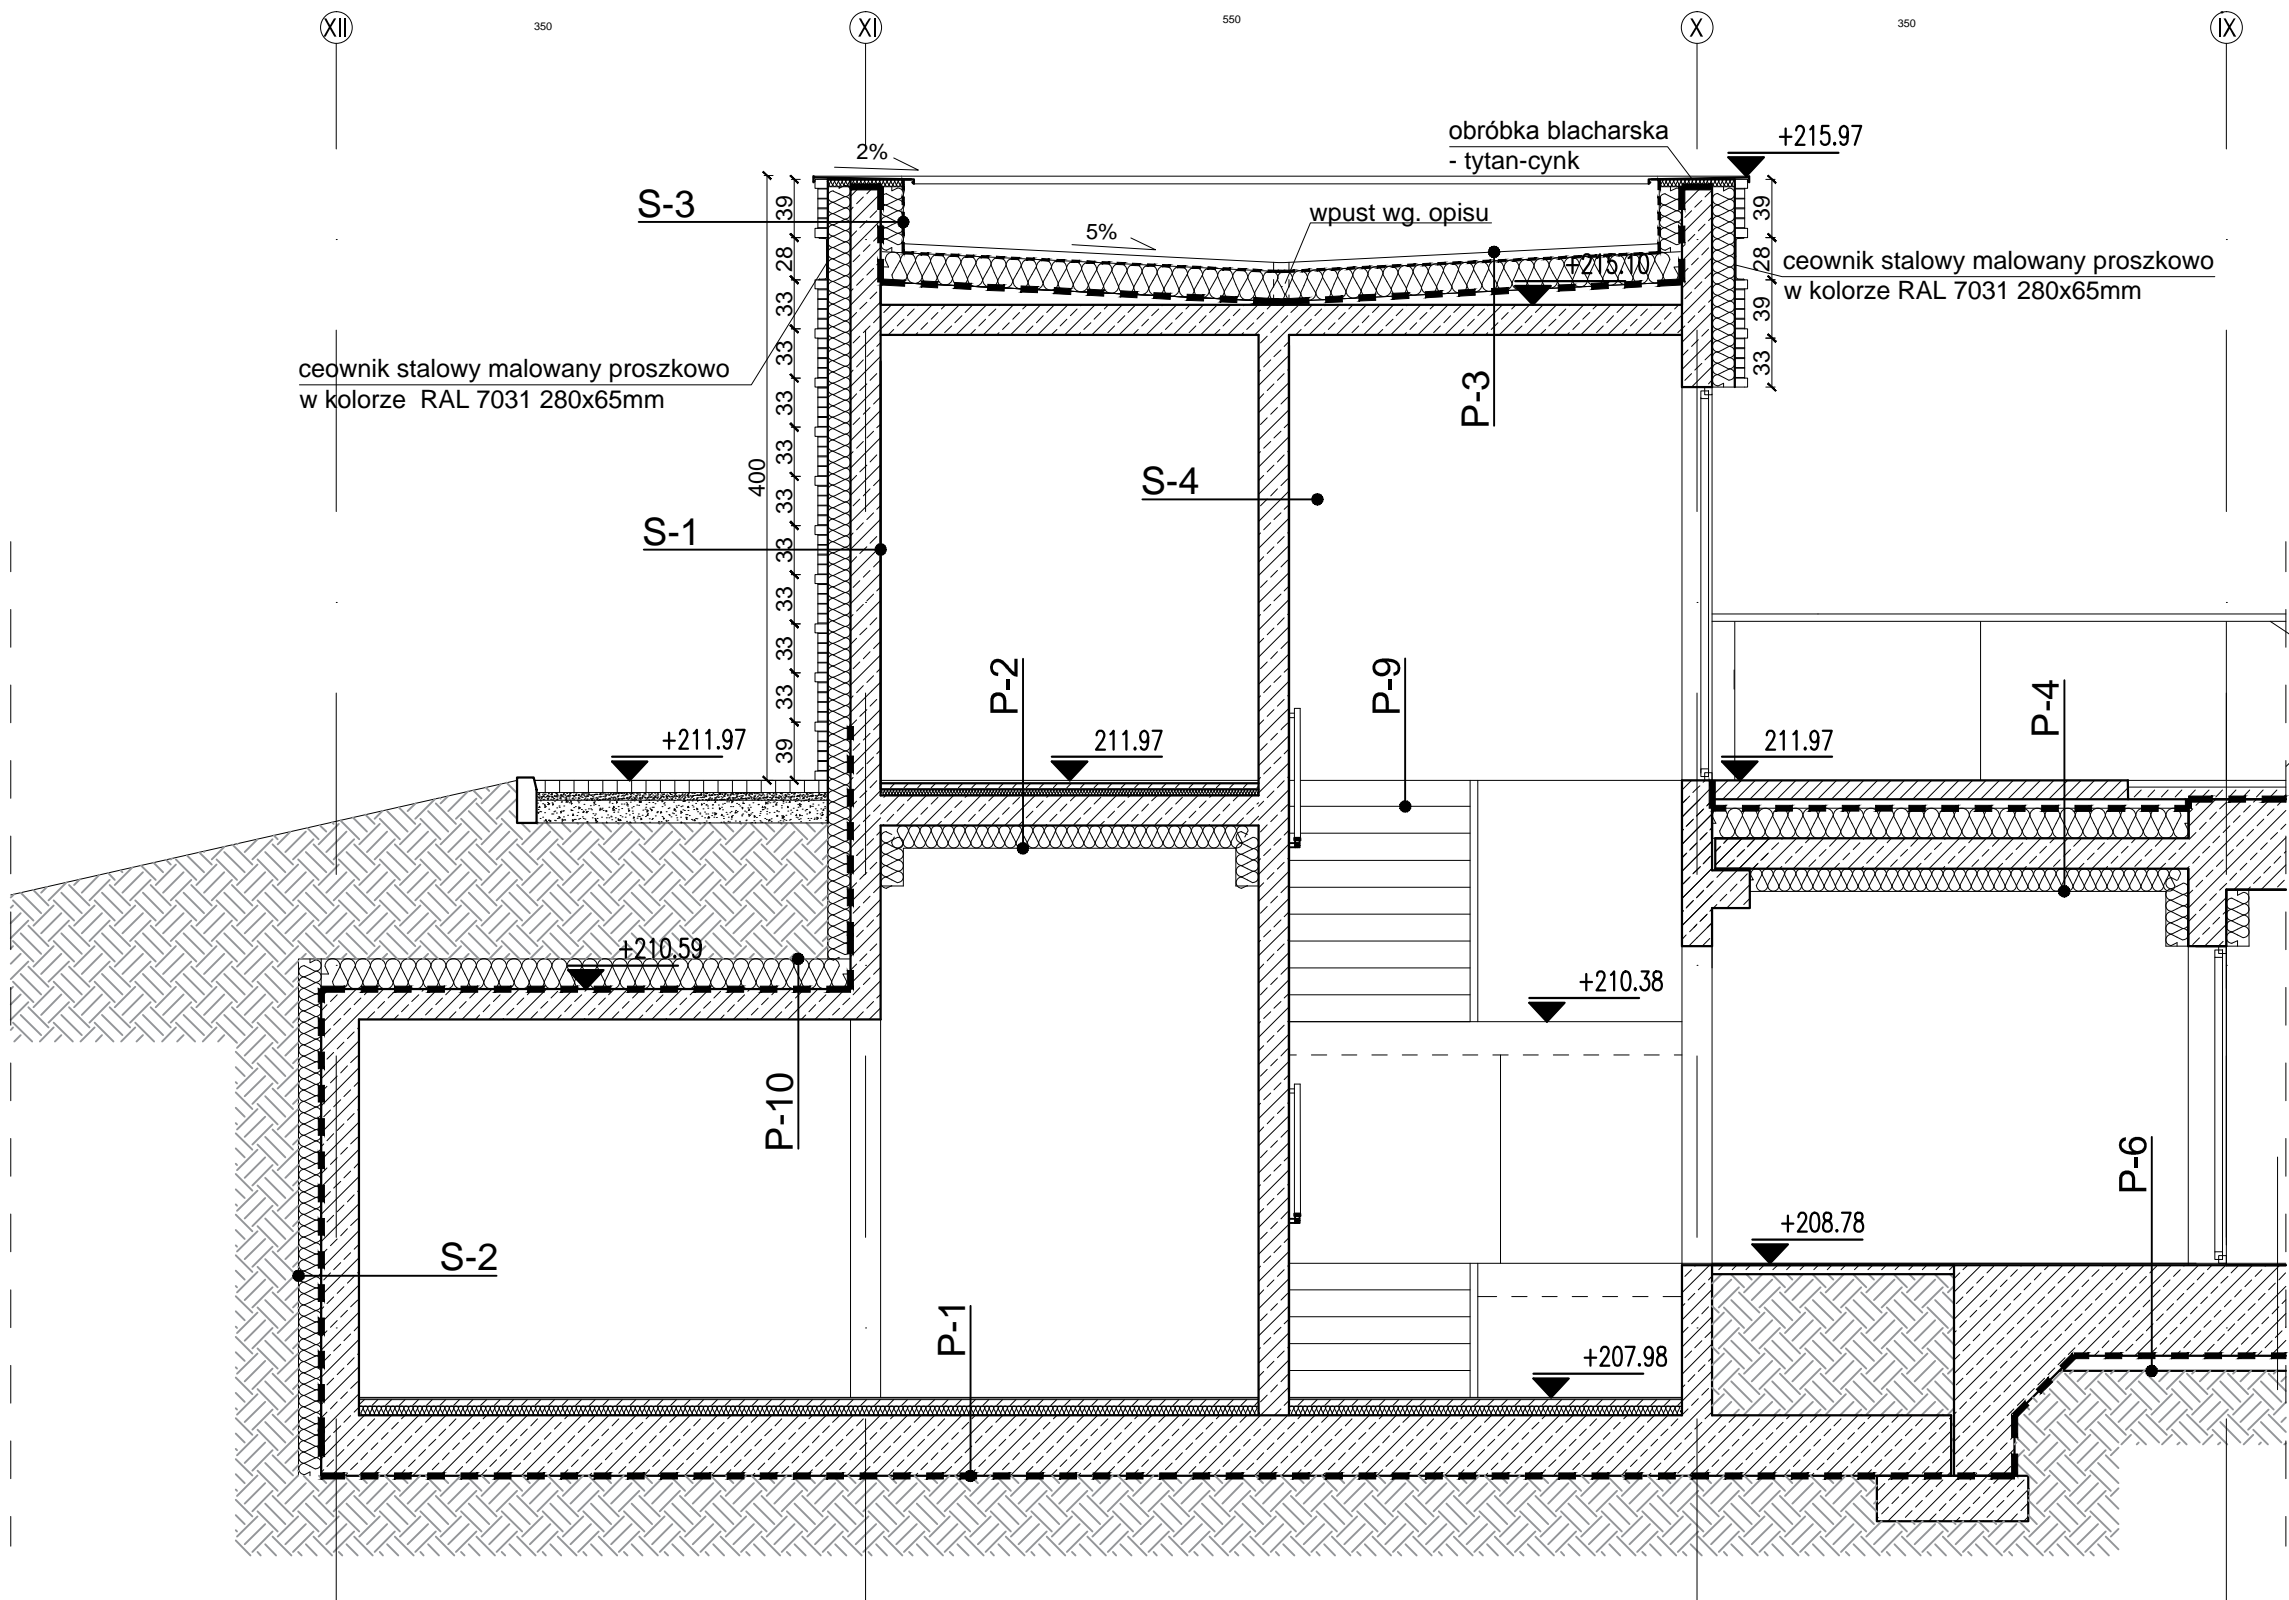 XII
350
XI
550
X
350
IX
obróbka blacharska
- tytan-cynk
+215.97
2%
S-3
wpust wg. opisu
5%
+215.10
39
28
33
33
33
33
33
33
33
33
33
39
400
39
28
39
33
ceownik stalowy malowany proszkowo
w kolorze RAL 7031 280x65mm
ceownik stalowy malowany proszkowo
w kolorze  RAL 7031 280x65mm
P-3
S-4
S-1
P-2
P-9
P-4
+211.97
211.97
211.97
+210.59
+210.38
P-10
P-6
+208.78
S-2
P-1
+207.98